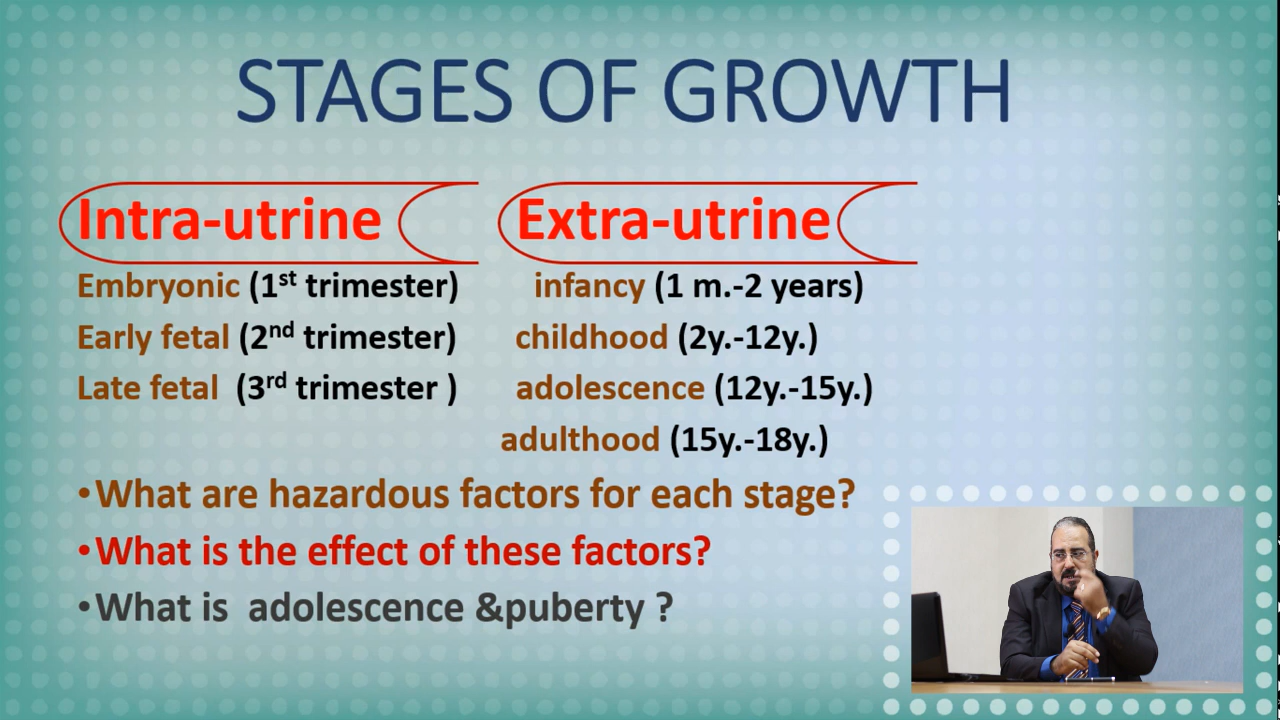 STAGES OF GROWTH
Intra-utrine
Embryonic (1st trimester)
Early fetal (2nd trimester)
Late fetal (3rd trimester )
Extra-utrine
infancy (1 m.-2 years)
childhood (2y.-12y.)
adolescence (12y.-15y.)
adulthood (15y.-18y.)
•What are hazardous factors for each stage?
•What is the effect of these factors?
•What is adolescence &puberty ?